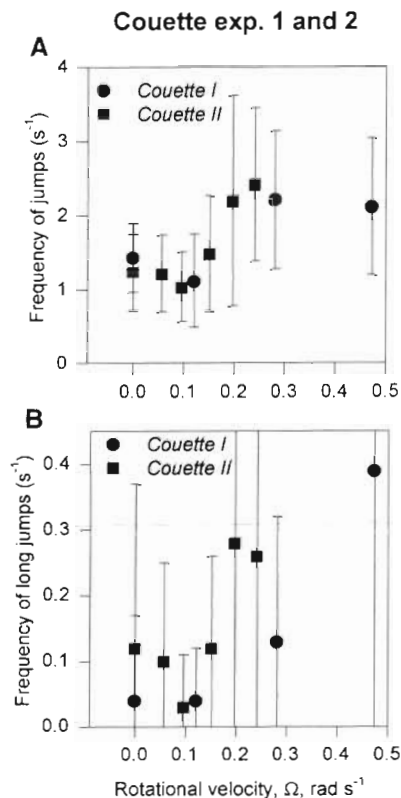 Couette exp. 1 and 2
A
Frequency of jumps (s⁻¹)
4
3
2
1
0
Couette I
Couette II
0.0 0.1 0.2 0.3 0.4 0.5
B
Frequency of long jumps (s⁻¹)
0.4
0.3
0.2
0.1
0.0
Couette I
Couette II
0.0 0.1 0.2 0.3 0.4 0.5
Rotational velocity, Ω, rad s⁻¹